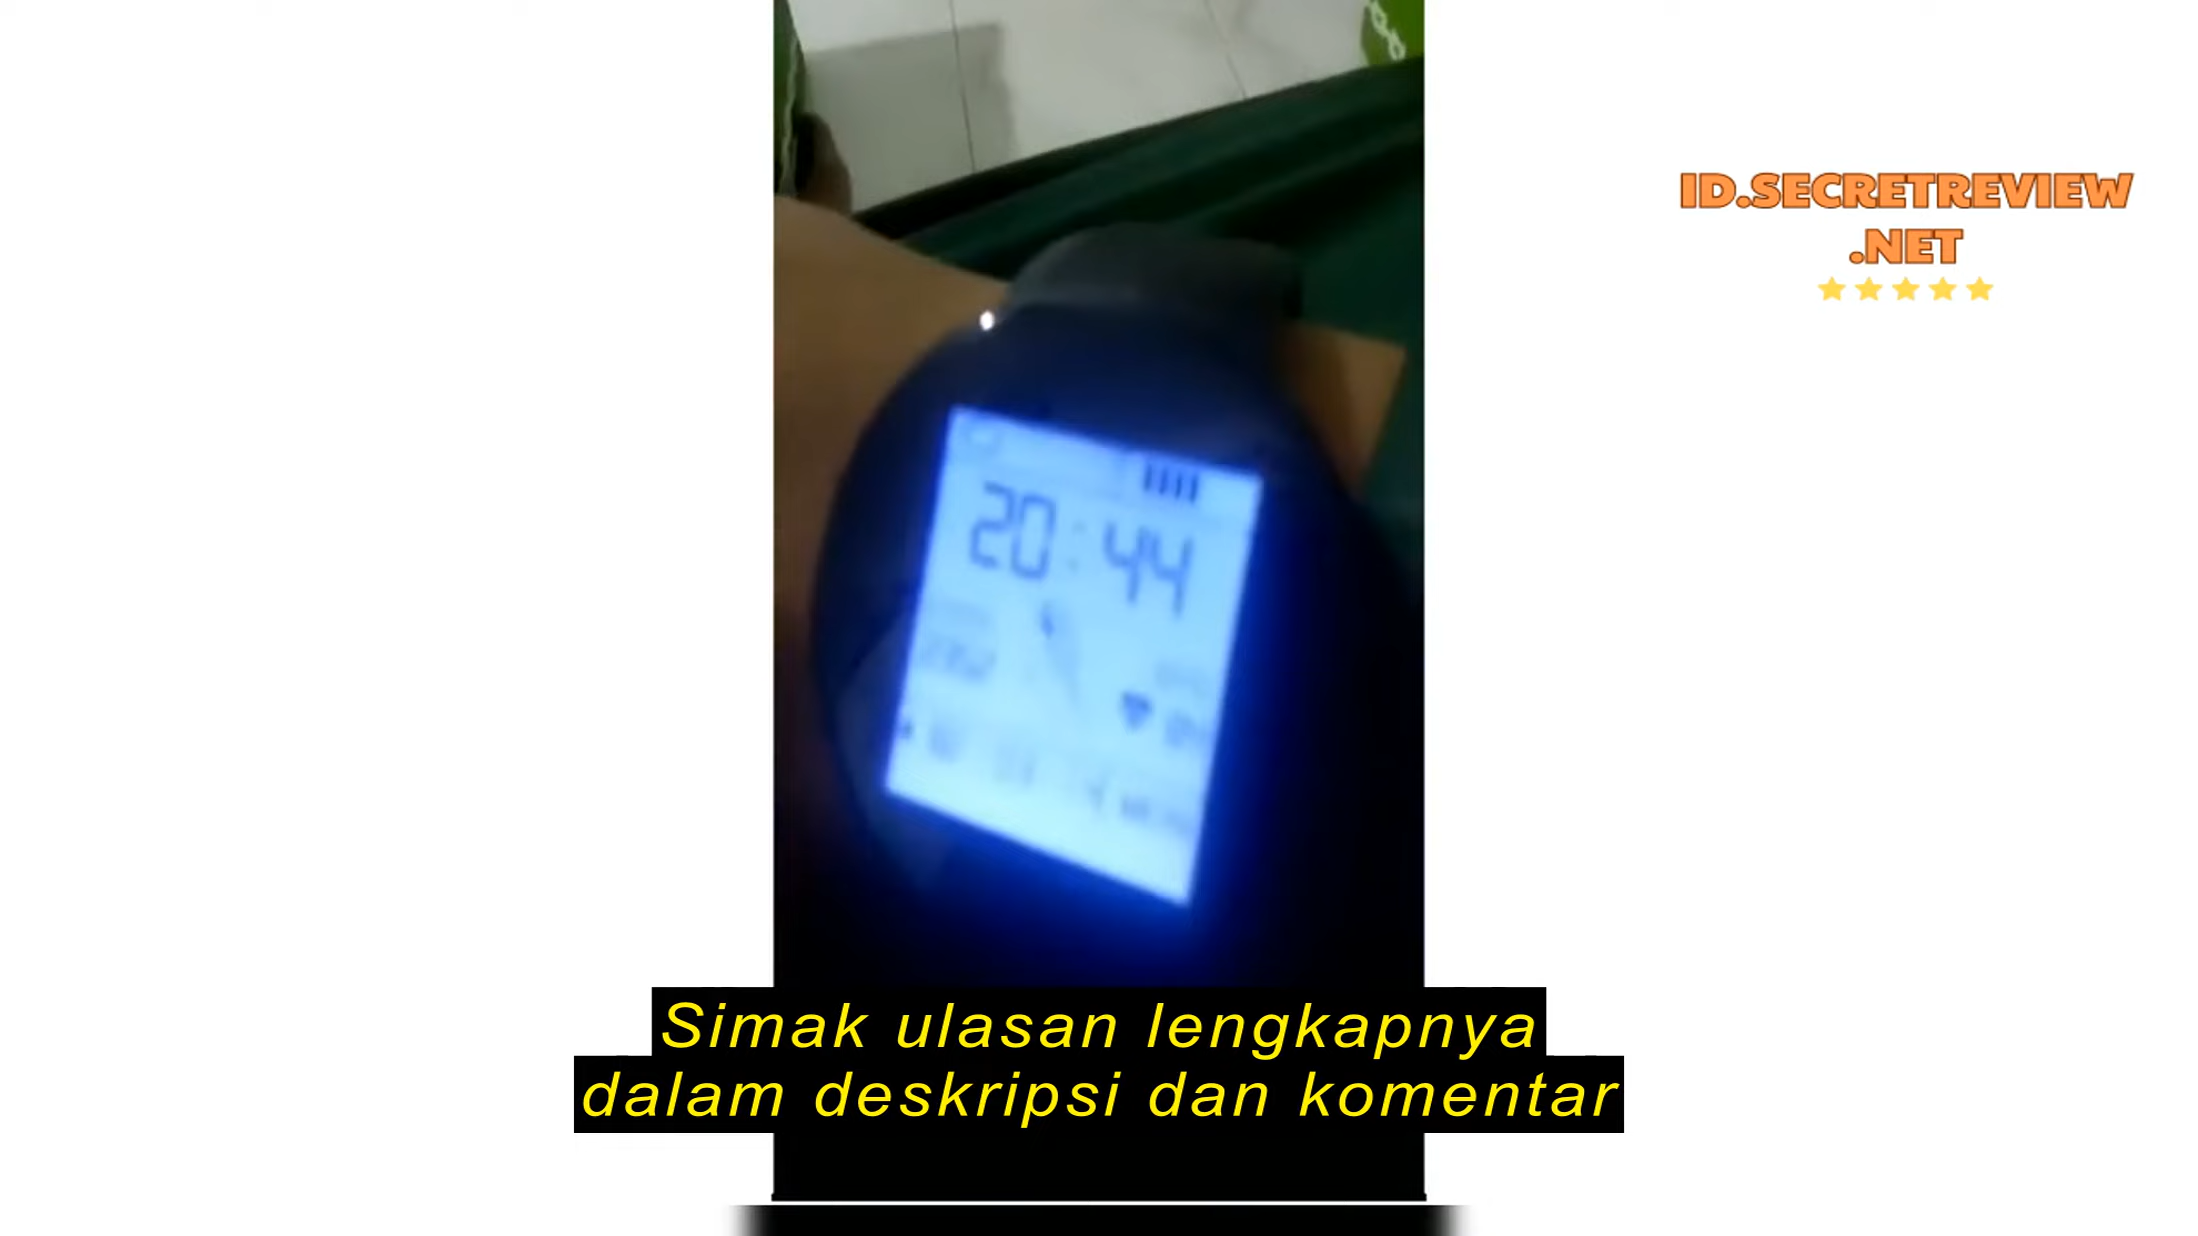 ID.SECRETREVIEW
.NET
20:44
Simak ulasan lengkapnya
dalam deskripsi dan komentar